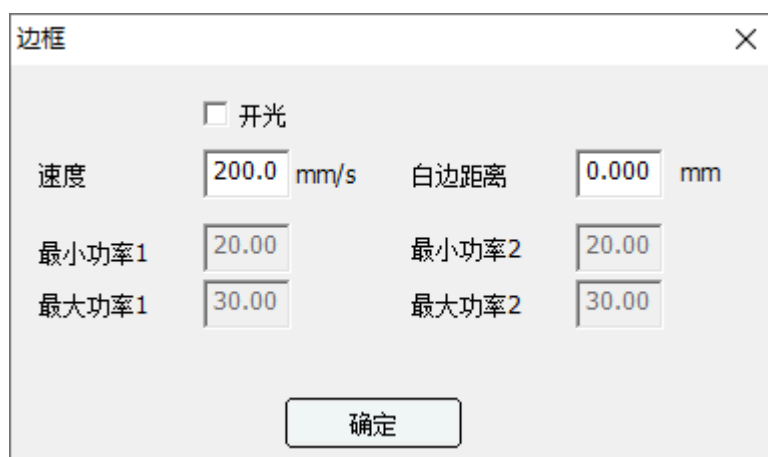 边框
开光
速度 200.0 mm/s 白边距离 0.000 mm
最小功率1 20.00 最小功率2 20.00
最大功率1 30.00 最大功率2 30.00
确定